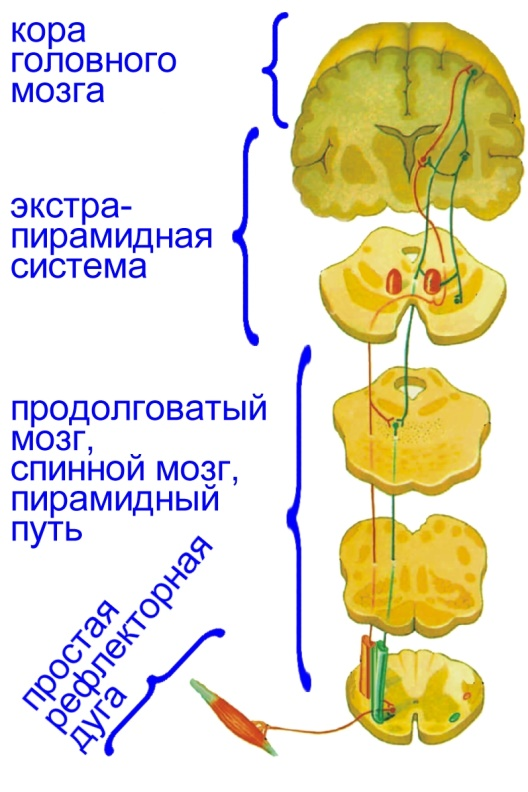 кора
головного
мозга
экстра-
пирамидная
система
продолговатый
мозг,
спинной мозг,
пирамидный
путь
простая
рефлекторная
дуга